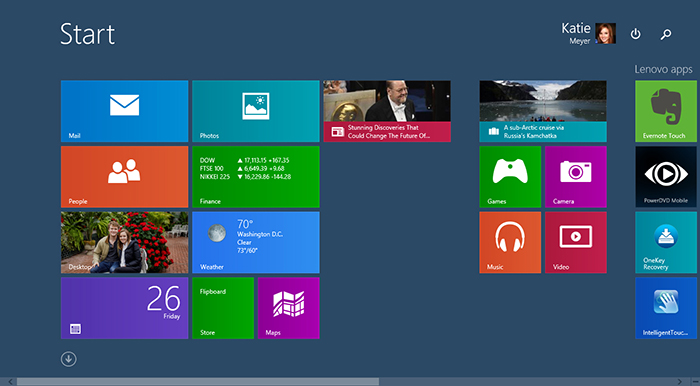 Start
Katie
Meyer
Lenovo apps
Mail
Photos
Stunning Discoveries That
Could Change The Future Of...
A sub-Arctic cruise via
Russia's Kamchatka
Evernote Touch
People
DOW ▲ 17,113.15 +167.35
FTSE 100 ▲ 6,649.39 +9.68
NIKKEI 225 ▼ 16,229.86 -144.28
Finance
Games
Camera
PowerDVD Mobile
Desktop
70°
Washington D.C.
Clear
73°/60°
Weather
Music
Video
OneKey
Recovery
26
Friday
Flipboard
Store
Maps
IntelligentTouc...